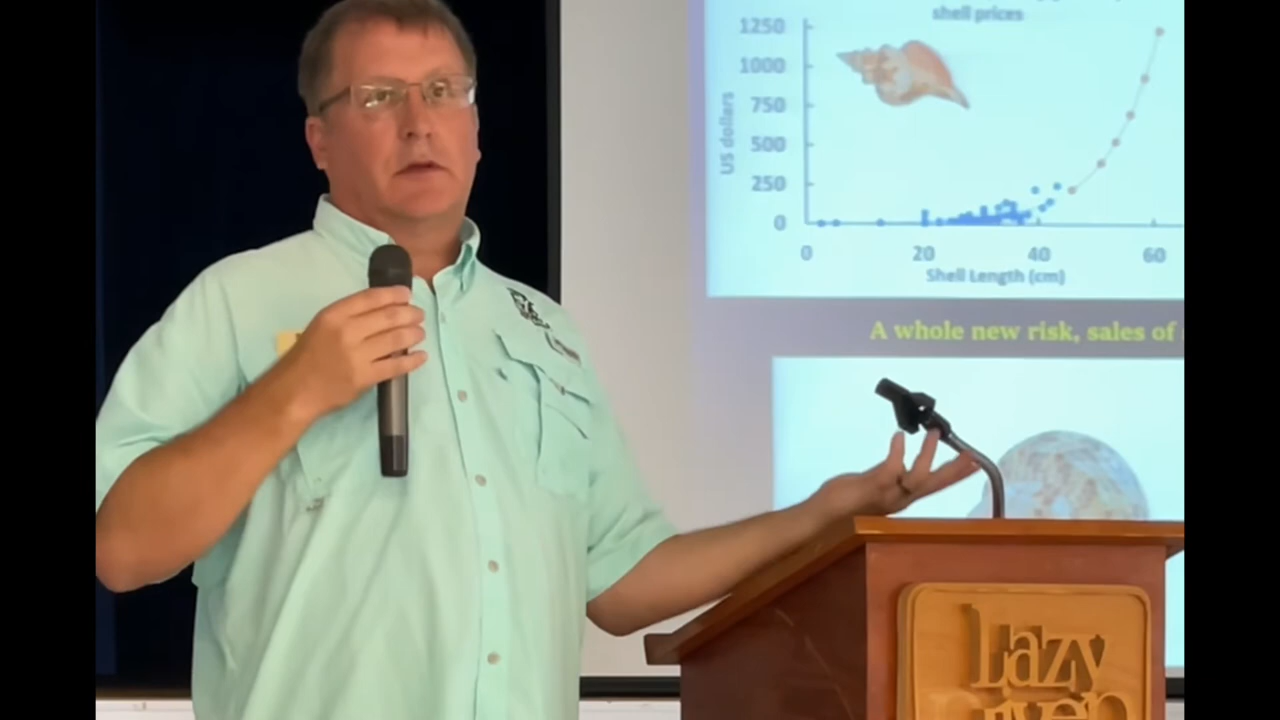 shell prices
1250
1000
750
500
250
0
US dollars
0 20 40 60
Shell Length (cm)
A whole new risk, sales of
Lazy
River